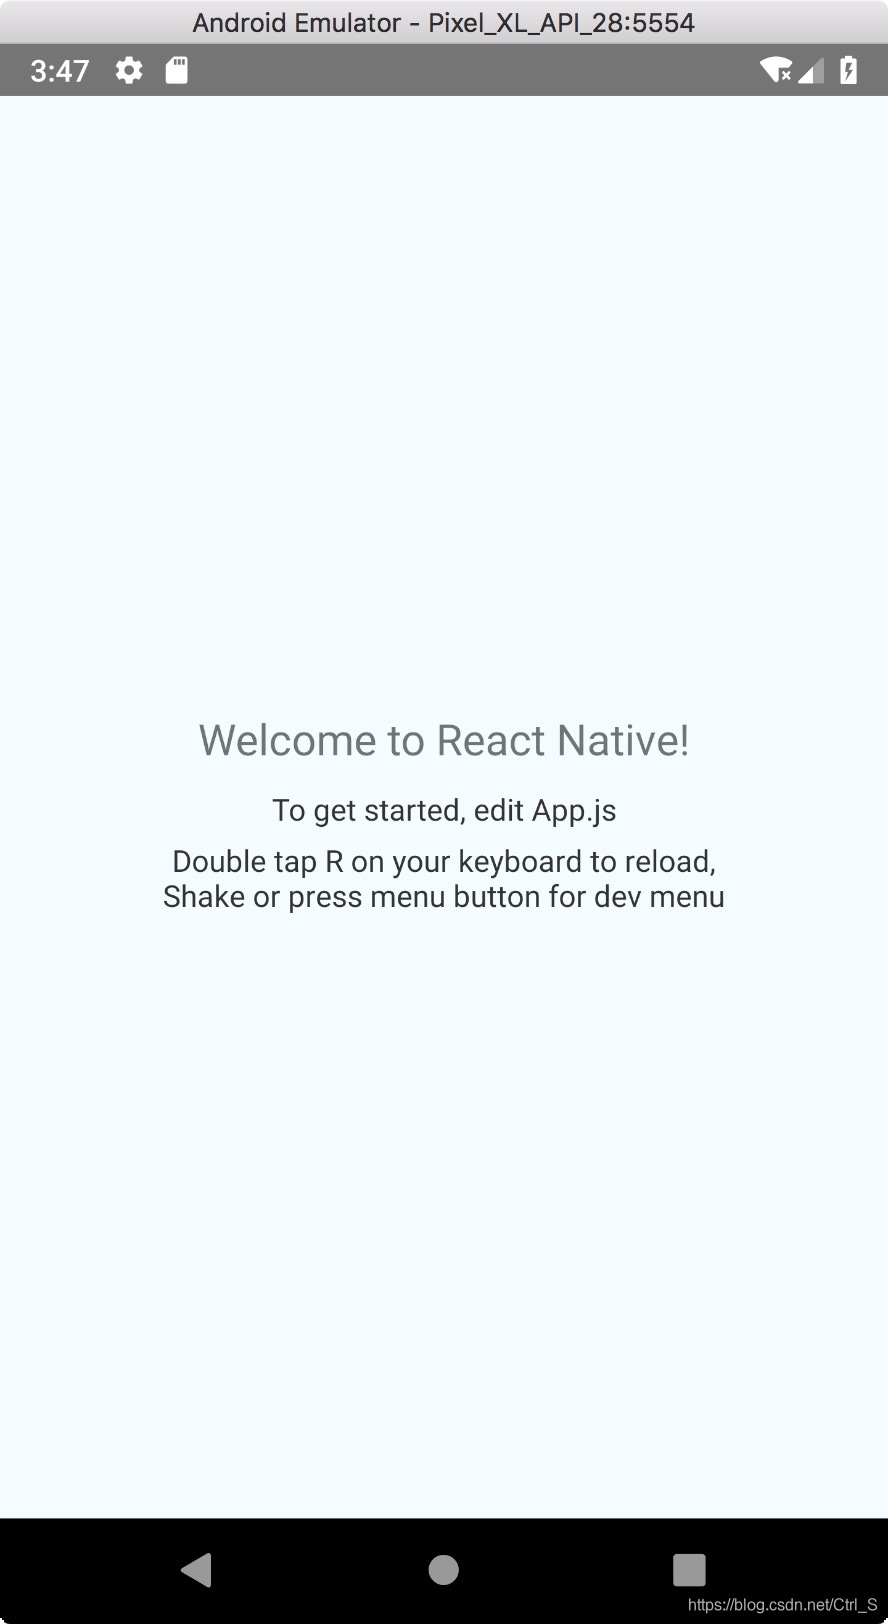 Android Emulator - Pixel_XL_API_28:5554
3:47
Welcome to React Native!
To get started, edit App.js
Double tap R on your keyboard to reload,
Shake or press menu button for dev menu
https://blog.csdn.net/Ctrl_S